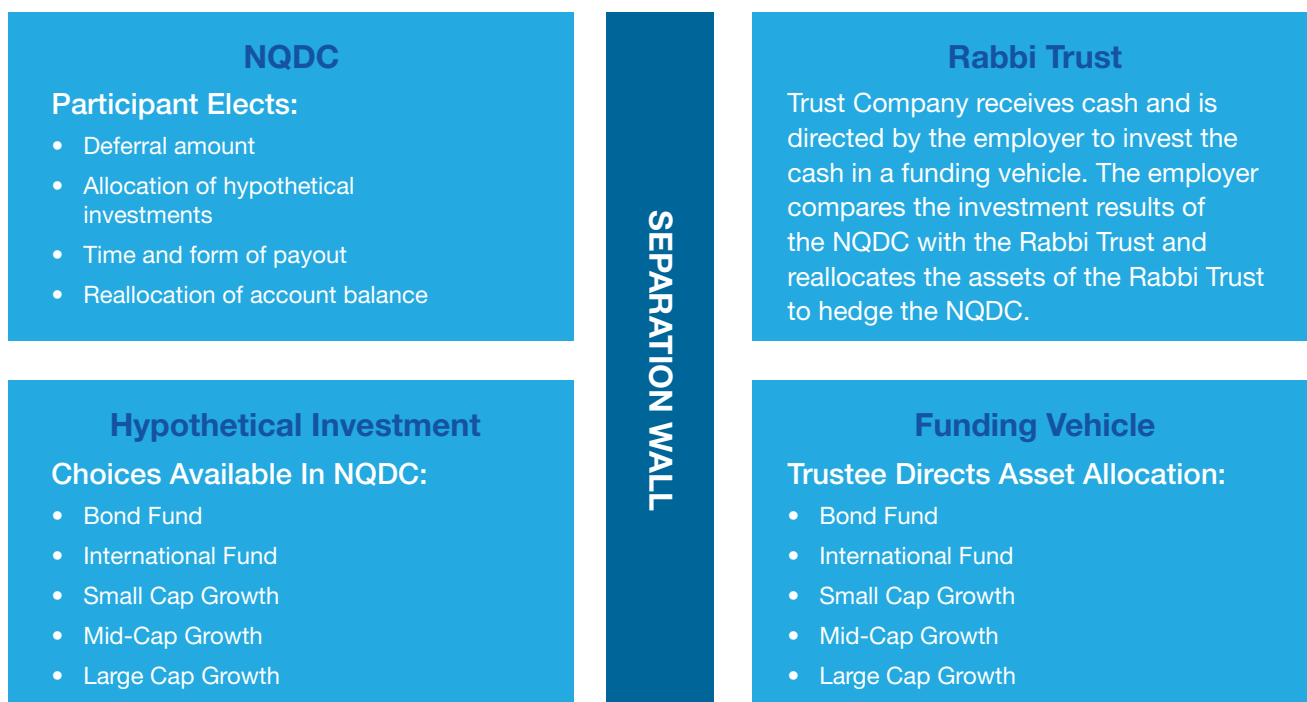 NQDC
Participant Elects:
• Deferral amount
• Allocation of hypothetical
investments
• Time and form of payout
• Reallocation of account balance
Hypothetical Investment
Choices Available In NQDC:
• Bond Fund
• International Fund
• Small Cap Growth
• Mid-Cap Growth
• Large Cap Growth
SEPARATION WALL
Rabbi Trust
Trust Company receives cash and is
directed by the employer to invest the
cash in a funding vehicle. The employer
compares the investment results of
the NQDC with the Rabbi Trust and
reallocates the assets of the Rabbi Trust
to hedge the NQDC.
Funding Vehicle
Trustee Directs Asset Allocation:
• Bond Fund
• International Fund
• Small Cap Growth
• Mid-Cap Growth
• Large Cap Growth